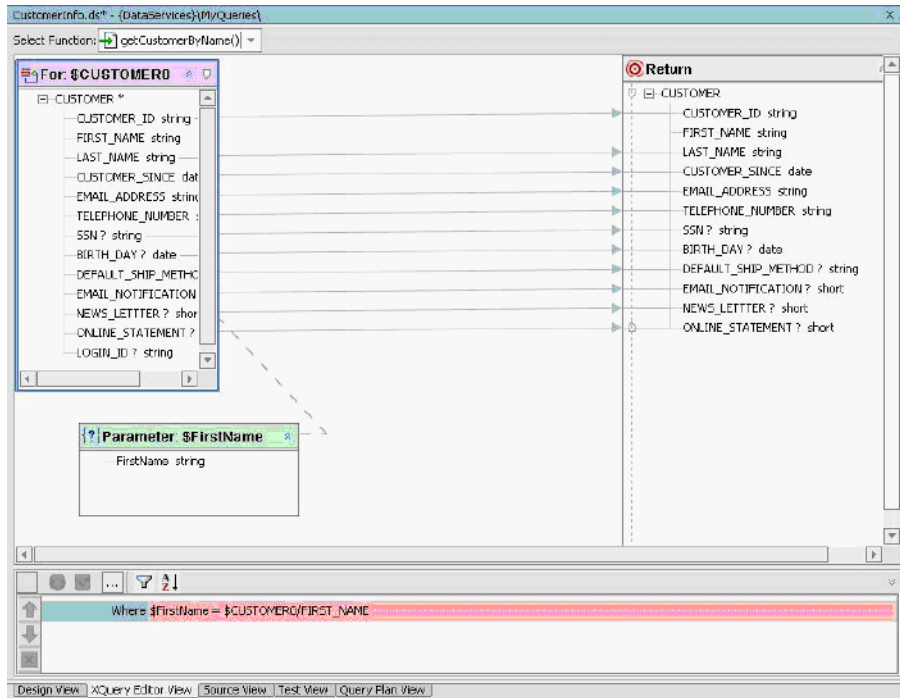 CustomerInfo.ds* - {DataServices}\MyQueries\
Select Function: getCustomerByName()
For: $CUSTOMER0
CUSTOMER *
CUSTOMER_ID string
FIRST_NAME string
LAST_NAME string
CUSTOMER_SINCE dat
EMAIL_ADDRESS string
TELEPHONE_NUMBER :
SSN ? string
BIRTH_DAY ? date
DEFAULT_SHIP_METHO
EMAIL_NOTIFICATION
NEWS_LETTTER ? shor
ONLINE_STATEMENT ?
LOGIN_ID ? string
{?} Parameter: $FirstName
FirstName string
Return
CUSTOMER
CUSTOMER_ID string
FIRST_NAME string
LAST_NAME string
CUSTOMER_SINCE date
EMAIL_ADDRESS string
TELEPHONE_NUMBER string
SSN ? string
BIRTH_DAY ? date
DEFAULT_SHIP_METHOD ? string
EMAIL_NOTIFICATION ? short
NEWS_LETTTER ? short
ONLINE_STATEMENT ? short
Where $FirstName = $CUSTOMER0/FIRST_NAME
Design View XQuery Editor View Source View Test View Query Plan View